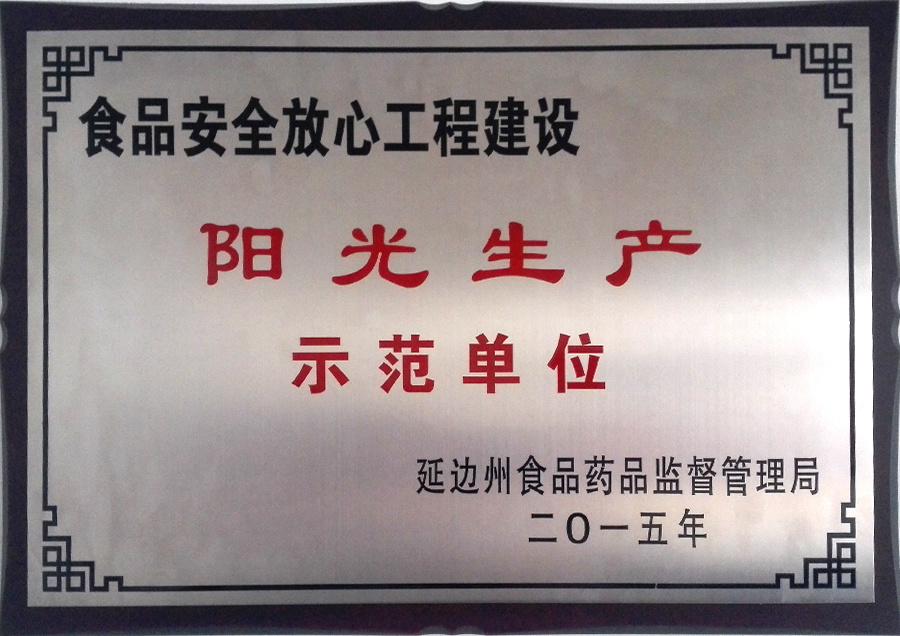 食品安全放心工程建设
阳光生产
示范单位
延边州食品药品监督管理局
二〇一五年